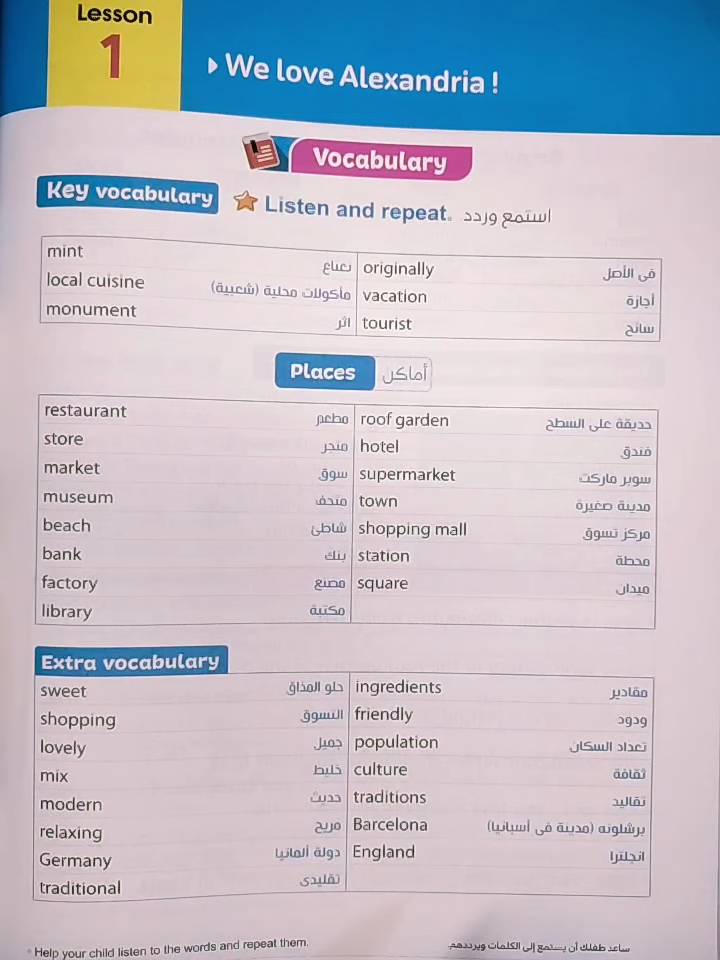 Lesson
1
We love Alexandria !
Vocabulary
Key vocabulary
Listen and repeat. استمع وردد
mint نعناع originally فى الأصل
local cuisine مأكولات محلية (شعبية) vacation أجازة
monument اثر tourist سائح
Places أماكن
restaurant مطعم roof garden حديقة على السطح
store متجر hotel فندق
market سوق supermarket سوبر ماركت
museum متحف town مدينة صغيرة
beach شاطئ shopping mall مركز تسوق
bank بنك station محطة
factory مصنع square ميدان
library مكتبة
Extra vocabulary
sweet حلو المذاق ingredients مقادير
shopping التسوق friendly ودود
lovely جميل population تعداد السكان
mix خليط culture ثقافة
modern حديث traditions تقاليد
relaxing مريح Barcelona برشلونه (مدينة فى أسبانيا)
Germany دولة ألمانيا England انجلترا
traditional تقليدى
Help your child listen to the words and repeat them. ساعد طفلك أن يستمع إلى الكلمات ويرددهم.